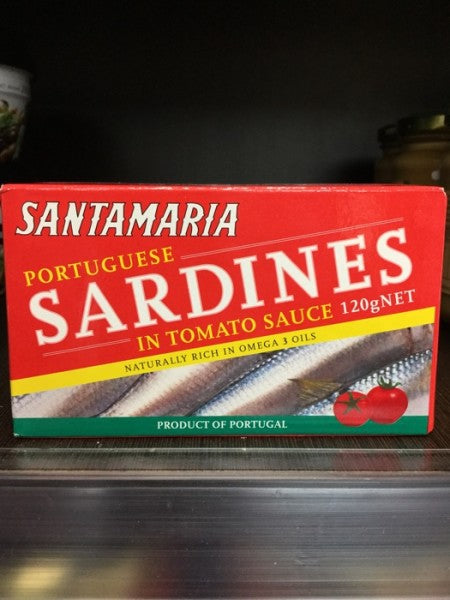 SANTAMARIA
PORTUGUESE
SARDINES
IN TOMATO SAUCE 120gNET
NATURALLY RICH IN OMEGA 3 OILS
PRODUCT OF PORTUGAL